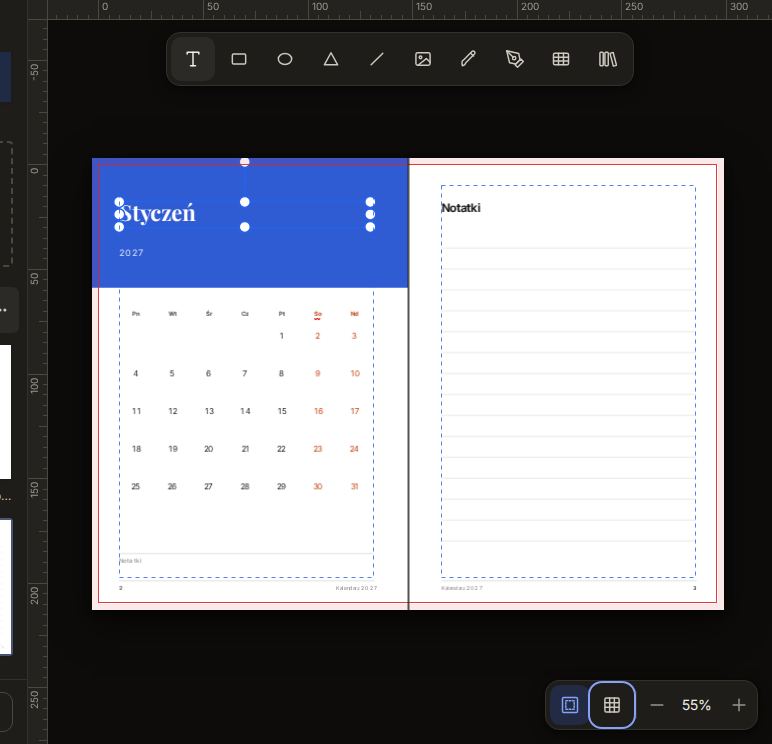 0 50 100 150 200 250 300
-50
0
50
100
150
200
250
T
Styczeń
2027
Pn Wt Śr Cz Pt So Nd
1 2 3
4 5 6 7 8 9 10
11 12 13 14 15 16 17
18 19 20 21 22 23 24
25 26 27 28 29 30 31
Notatki
2 Kalendarz 2027
Notatki
Kalendarz 2027 3
55%